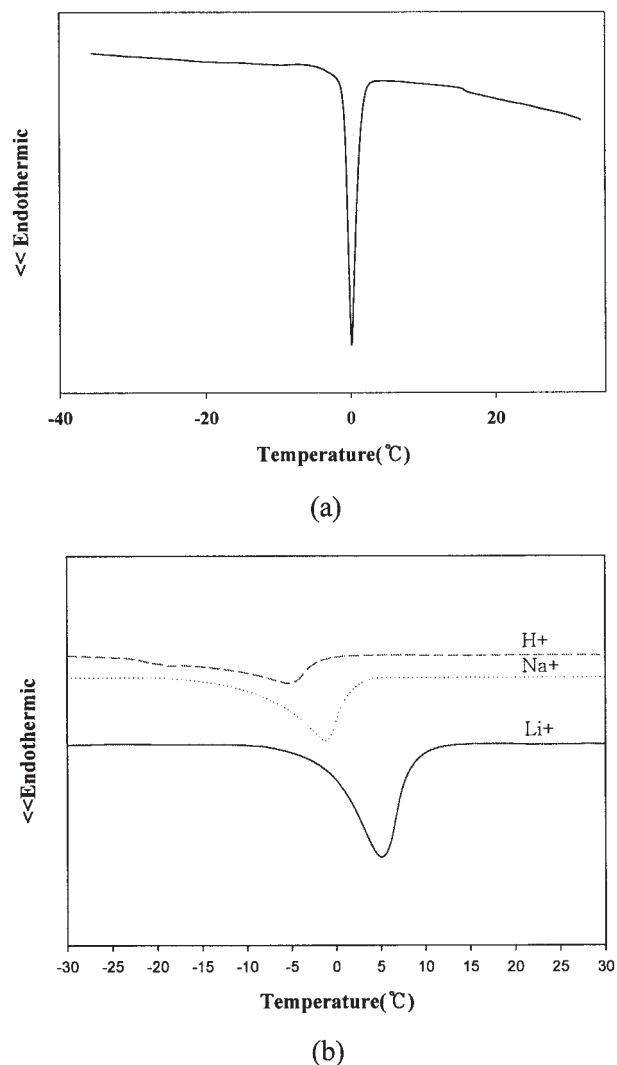 << Endothermic
-40 -20 0 20
Temperature(℃)
(a)
H+
Na+
Li+
<<Endothermic
-30 -25 -20 -15 -10 -5 0 5 10 15 20 25 30
Temperature(℃)
(b)